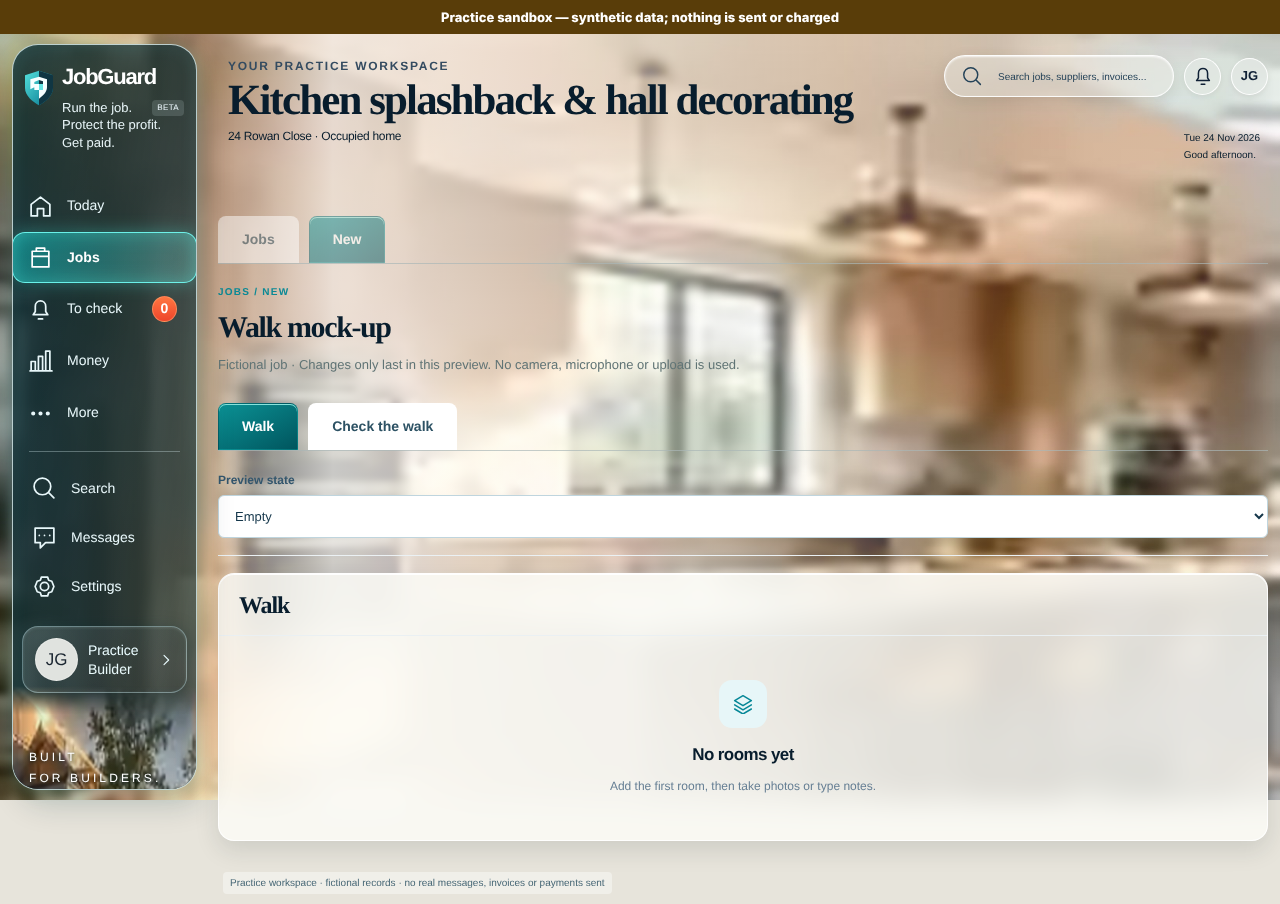 Practice sandbox — synthetic data; nothing is sent or charged
JobGuard
Run the job.
Protect the profit.
Get paid.
BETA
Today
Jobs
To check
0
Money
More
Search
Messages
Settings
JG
Practice
Builder
BUILT
FOR BUILDERS.
YOUR PRACTICE WORKSPACE
Kitchen splashback & hall decorating
24 Rowan Close · Occupied home
Search jobs, suppliers, invoices...
JG
Tue 24 Nov 2026
Good afternoon.
Jobs
New
JOBS / NEW
Walk mock-up
Fictional job · Changes only last in this preview. No camera, microphone or upload is used.
Walk
Check the walk
Preview state
Empty
Walk
No rooms yet
Add the first room, then take photos or type notes.
Practice workspace · fictional records · no real messages, invoices or payments sent